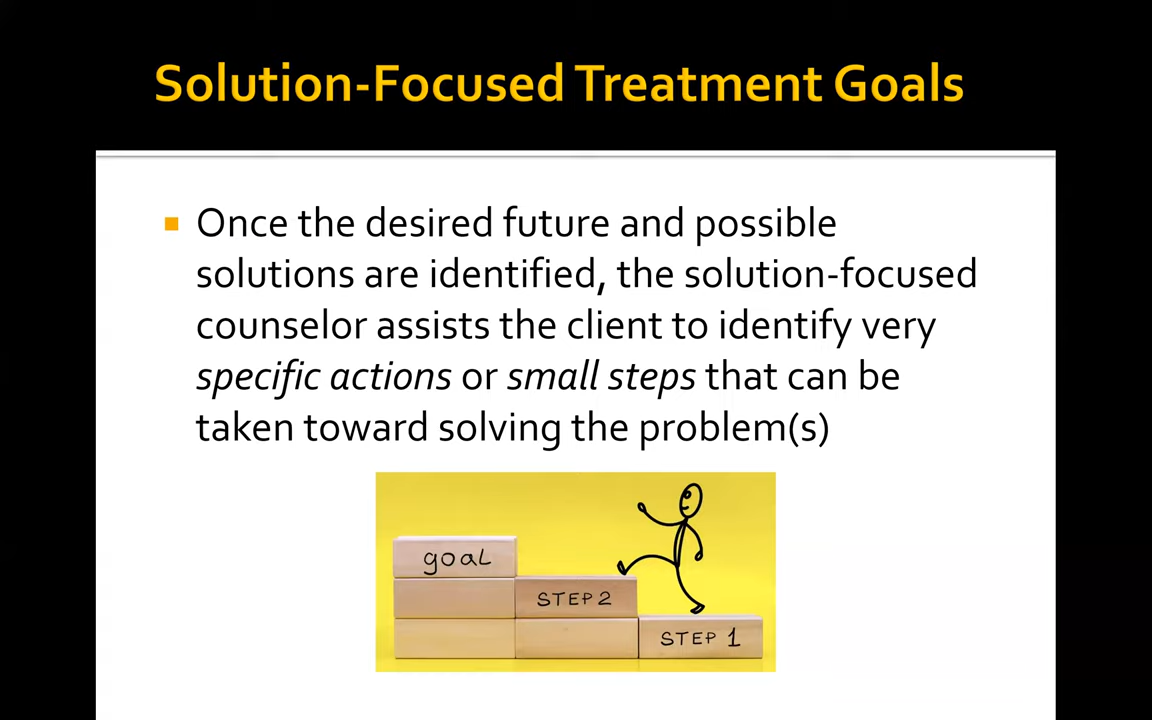 Solution-Focused Treatment Goals
Once the desired future and possible
solutions are identified, the solution-focused
counselor assists the client to identify very
specific actions or small steps that can be
taken toward solving the problem(s)
goal
STEP 2
STEP 1